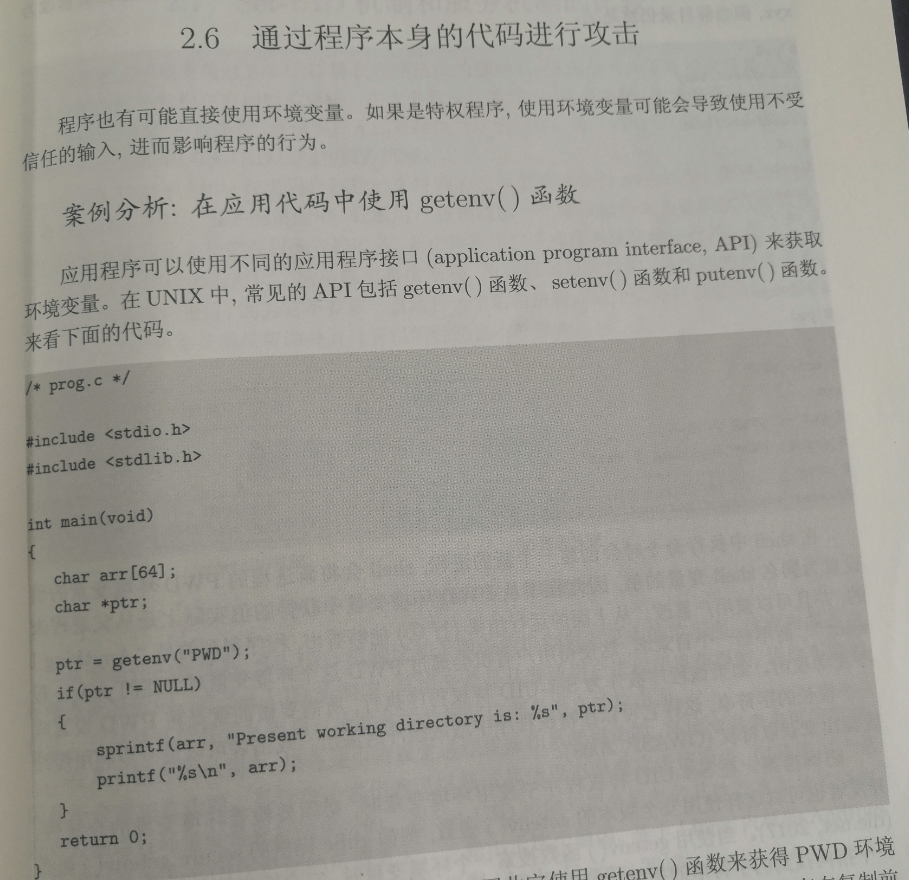 2.6 通过程序本身的代码进行攻击
程序也有可能直接使用环境变量。如果是特权程序, 使用环境变量可能会导致使用不受
信任的输入, 进而影响程序的行为。
案例分析: 在应用代码中使用 getenv() 函数
应用程序可以使用不同的应用程序接口 (application program interface, API) 来获取
环境变量。在 UNIX 中, 常见的 API 包括 getenv() 函数、setenv() 函数和 putenv() 函数。
来看下面的代码。
/* prog.c */
#include <stdio.h>
#include <stdlib.h>
int main(void)
{
char arr[64];
char *ptr;
ptr = getenv("PWD");
if(ptr != NULL)
{
sprintf(arr, "Present working directory is: %s", ptr);
printf("%s\n", arr);
}
return 0;
}
使用 getenv() 函数来获得 PWD 环境